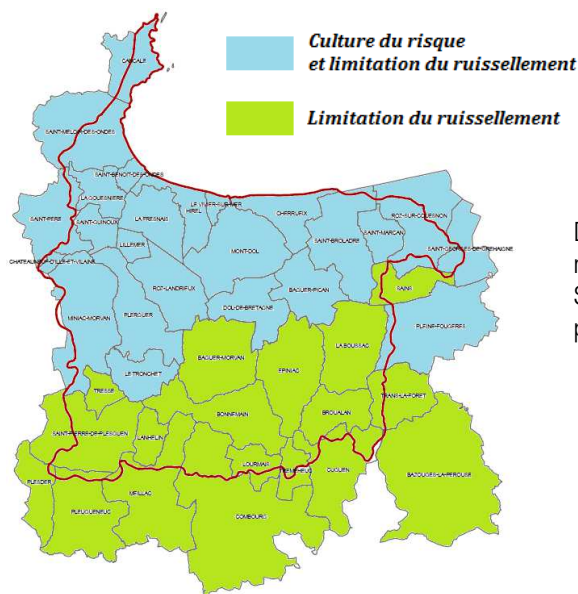 Culture du risque
et limitation du ruissellement
Limitation du ruissellement
CANCALE
SAINT-MELOIR-DES-ONDES
SAINT-BENOIT-DES-ONDES
LA GOUESNIERE
LE VIVIER-SUR-MER
HIREL
CHERRUEIX
ROZ-SUR-COUESNON
SAINT-PERE
SAINT-GUINOUX
LA FRESNAIS
SAINT-BROLADRE
SAINT-MARCAN
LILLEMER
MONT-DOL
SAINT-GEORGES-DE-GREHAIGNE
CHATEAUNEUF-D'ILLE-ET-VILAINE
SAINS
ROZ-LANDRIEUX
BAGUER-PICAN
MINIAC-MORVAN
PLERGUER
DOL-DE-BRETAGNE
PLEINE-FOUGERES
LA BOUSSAC
BAGUER-MORVAN
LE TRONCHET
EPINIAC
TRESSE
TRANS-LA-FORET
BONNEMAIN
BROUALAN
SAINT-PIERRE-DE-PLESGUEN
LANHELIN
LOURMAIS
TREMEHEUC
CUGUEN
BAZOUGES-LA-PEROUSE
PLESDER
MEILLAC
PLEUGUENEUC
COMBOURG